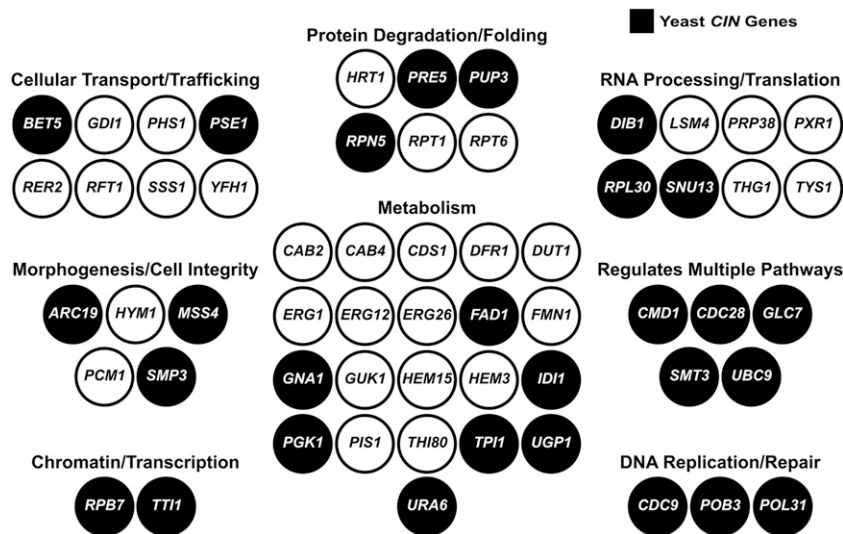 Yeast CIN Genes
Protein Degradation/Folding
HRT1 PRE5 PUP3
RPN5 RPT1 RPT6
Cellular Transport/Trafficking
BET5 GDI1 PHS1 PSE1
RER2 RFT1 SSS1 YFH1
RNA Processing/Translation
DIB1 LSM4 PRP38 PXR1
RPL30 SNU13 THG1 TYS1
Metabolism
CAB2 CAB4 CDS1 DFR1 DUT1
ERG1 ERG12 ERG26 FAD1 FMN1
GNA1 GUK1 HEM15 HEM3 IDI1
PGK1 PIS1 THI80 TPI1 UGP1
URA6
Morphogenesis/Cell Integrity
ARC19 HYM1 MSS4
PCM1 SMP3
Regulates Multiple Pathways
CMD1 CDC28 GLC7
SMT3 UBC9
Chromatin/Transcription
RPB7 TTI1
DNA Replication/Repair
CDC9 POB3 POL31